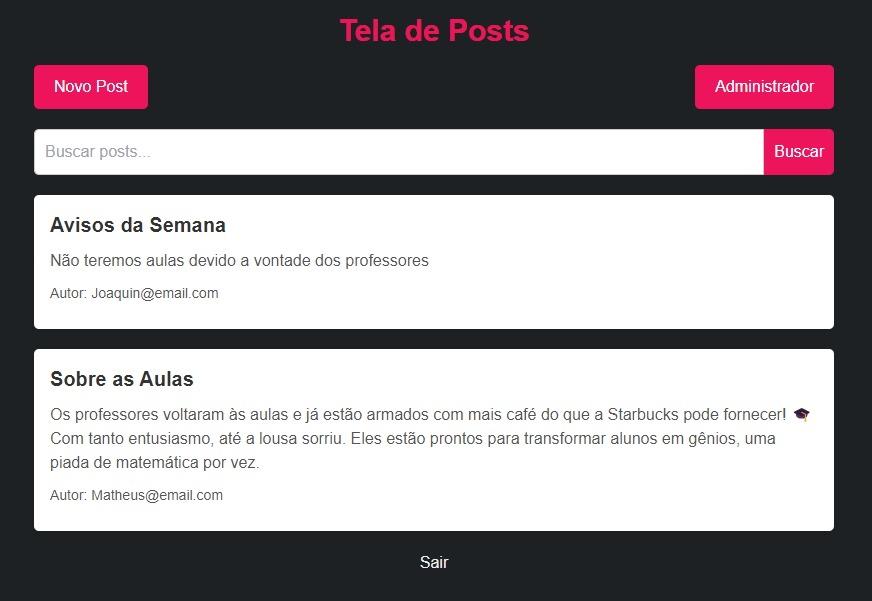 Tela de Posts
Novo Post
Administrador
Buscar posts...
Buscar
Avisos da Semana
Não teremos aulas devido a vontade dos professores
Autor: Joaquin@email.com
Sobre as Aulas
Os professores voltaram às aulas e já estão armados com mais café do que a Starbucks pode fornecer! 🎓
Com tanto entusiasmo, até a lousa sorriu. Eles estão prontos para transformar alunos em gênios, uma
piada de matemática por vez.
Autor: Matheus@email.com
Sair